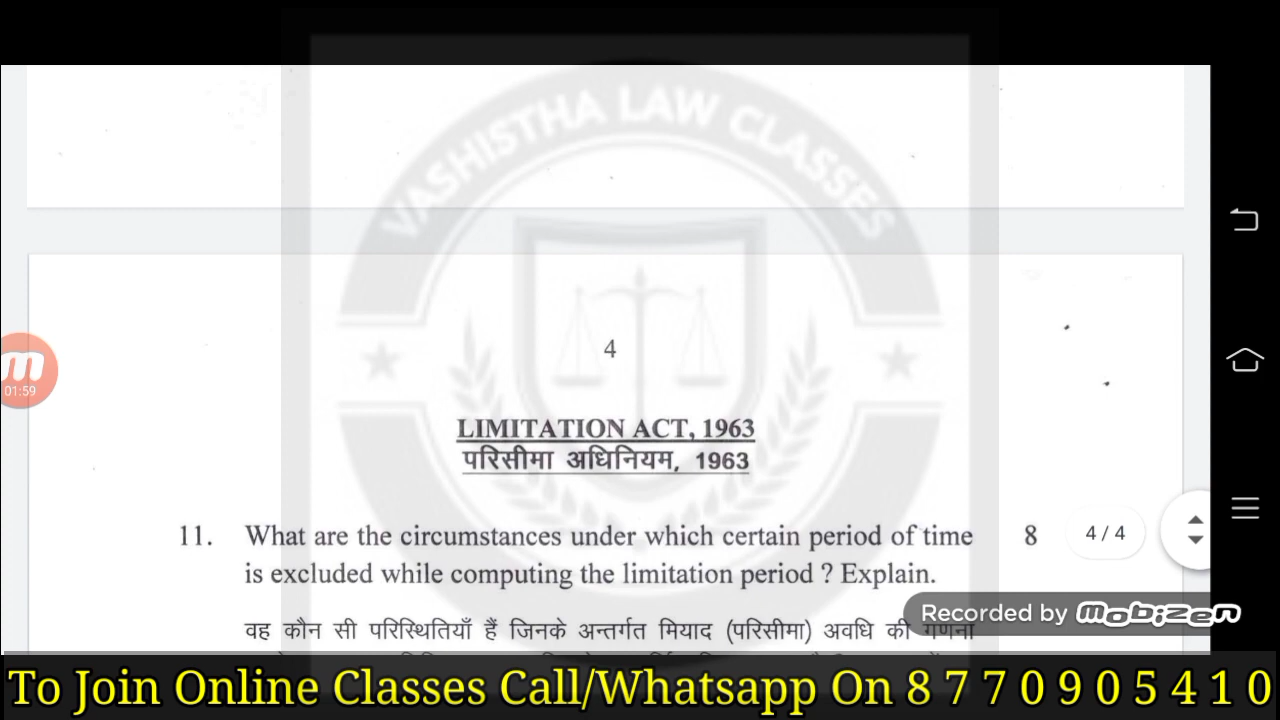 VASHISTHA LAW CLASSES
4
LIMITATION ACT, 1963
परिसीमा अधिनियम, 1963
11. What are the circumstances under which certain period of time 8
is excluded while computing the limitation period ? Explain.
वह कौन सी परिस्थितियाँ हैं जिनके अन्तर्गत मियाद (परिसीमा) अवधि की गणना
4 / 4
01:59
Recorded by mobizen
To Join Online Classes Call/Whatsapp On 8 7 7 0 9 0 5 4 1 0